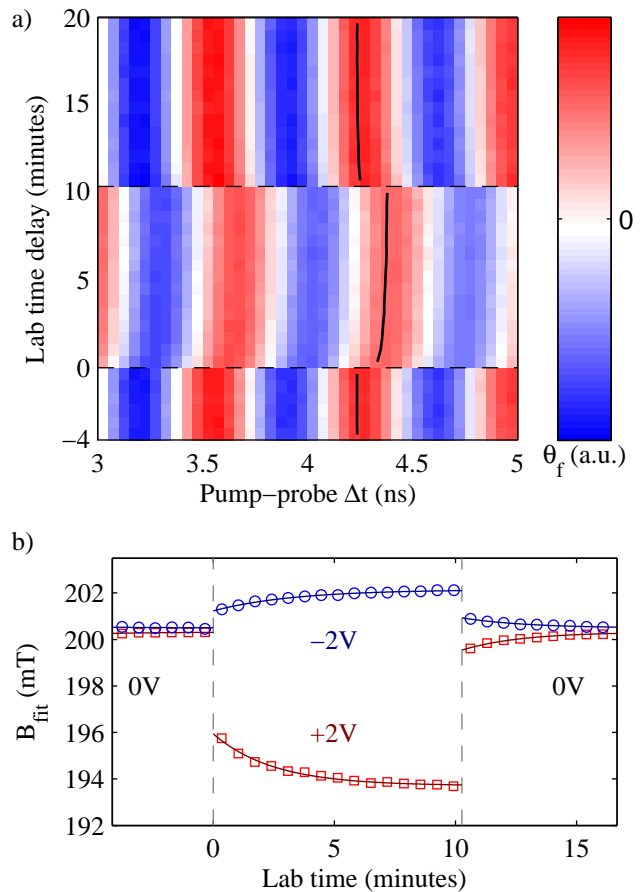 a)
20
15
10
5
0
−4
Lab time delay (minutes)
3
3.5
4
4.5
5
Pump−probe Δt (ns)
0
θ_f (a.u.)
b)
202
200
198
196
194
192
B_fit (mT)
0V
−2V
+2V
0V
0
5
10
15
Lab time (minutes)